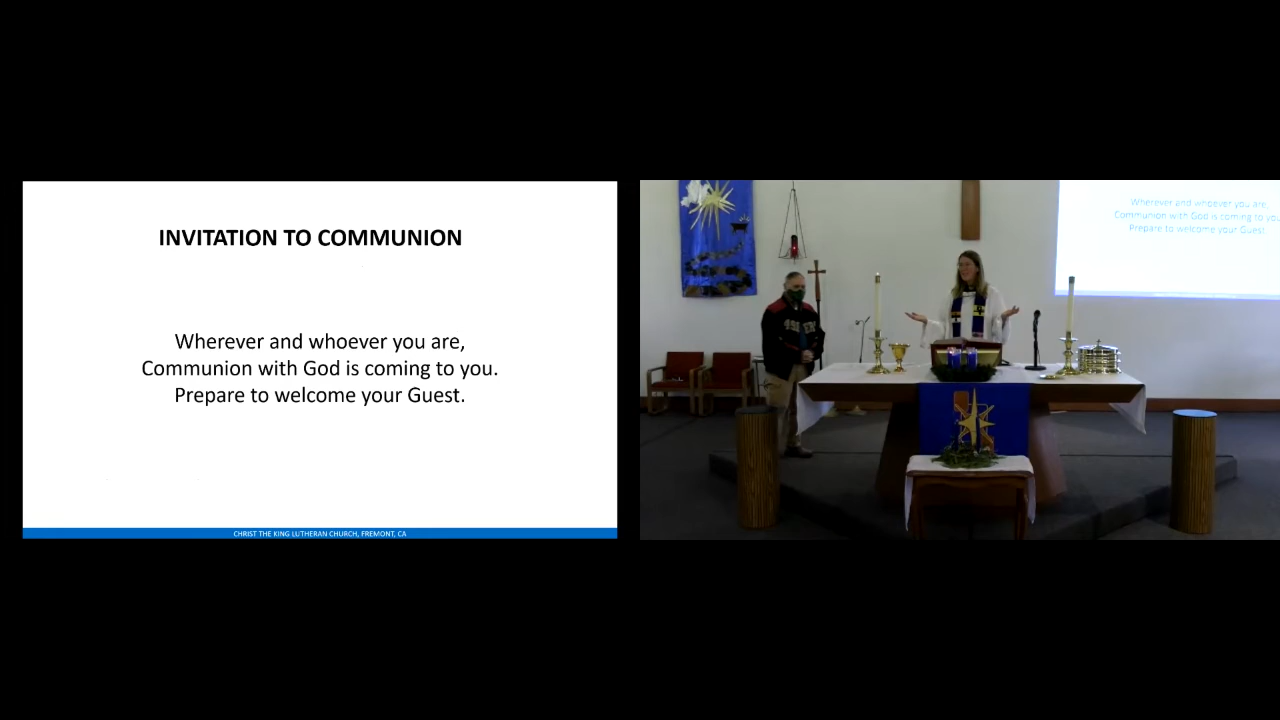 INVITATION TO COMMUNION
Wherever and whoever you are,
Communion with God is coming to you.
Prepare to welcome your Guest.
CHRIST THE KING LUTHERAN CHURCH, FREMONT, CA
Wherever and whoever you are,
Communion with God is coming to you
Prepare to welcome your Guest.
49ERS